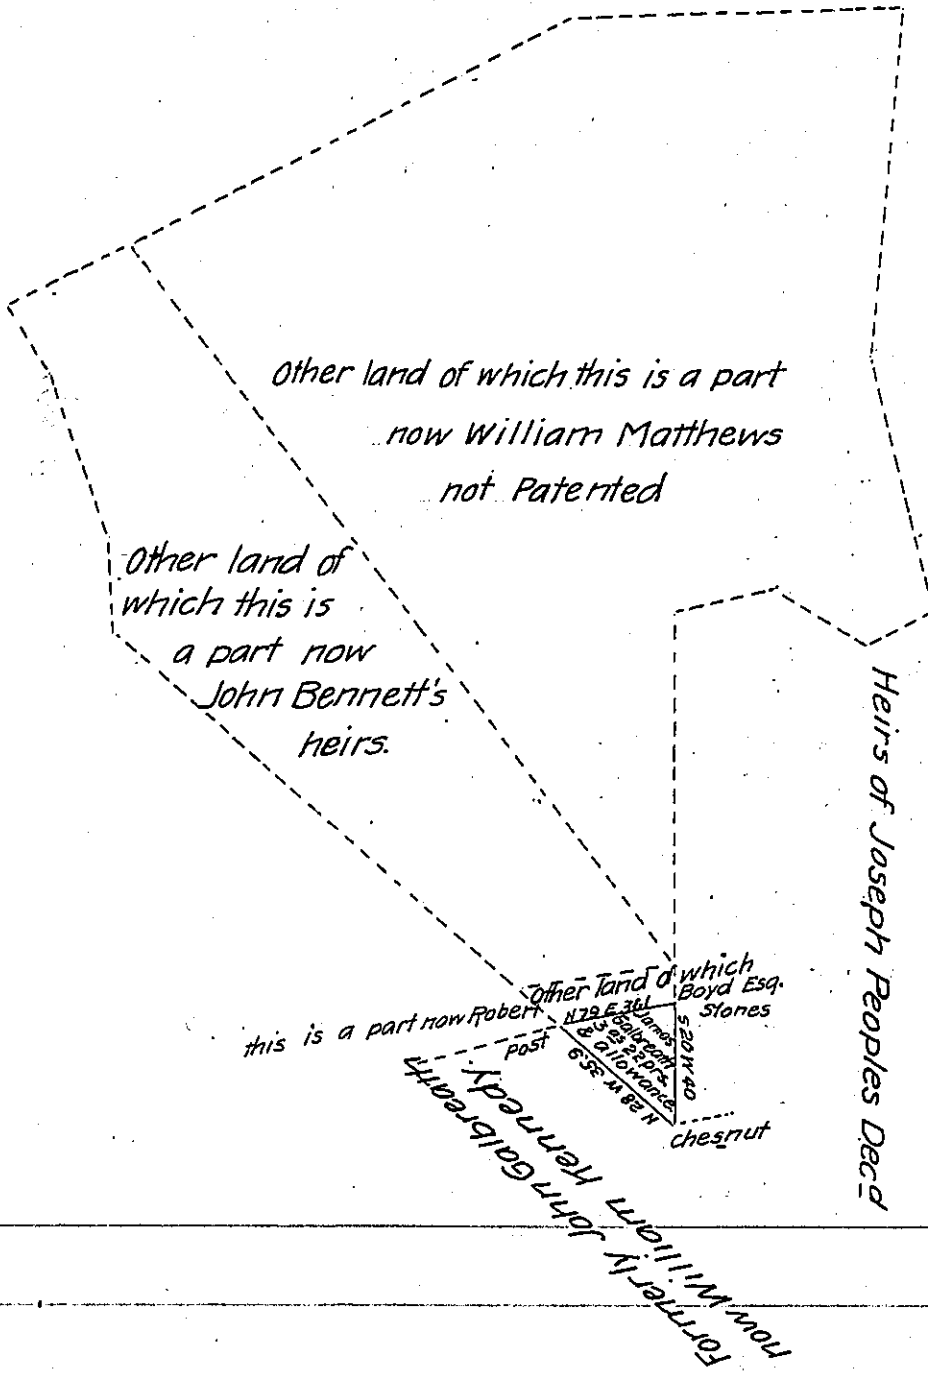 Other land of which this is a part
now William Matthews
not Patented
Other land of
which this is
a part now
John Bennett's
heirs.
Heirs of Joseph Peoples Decd
Other land of which
this is a part now Robert
Boyd Esq.
Stones
N 79 E 36.1
James
Galbreath
3 as 22 prs.
& allowance.
S 20 W 40
N 28 W 35.9
post
chesnut
Formerly John Galbreath
now William Kennedy